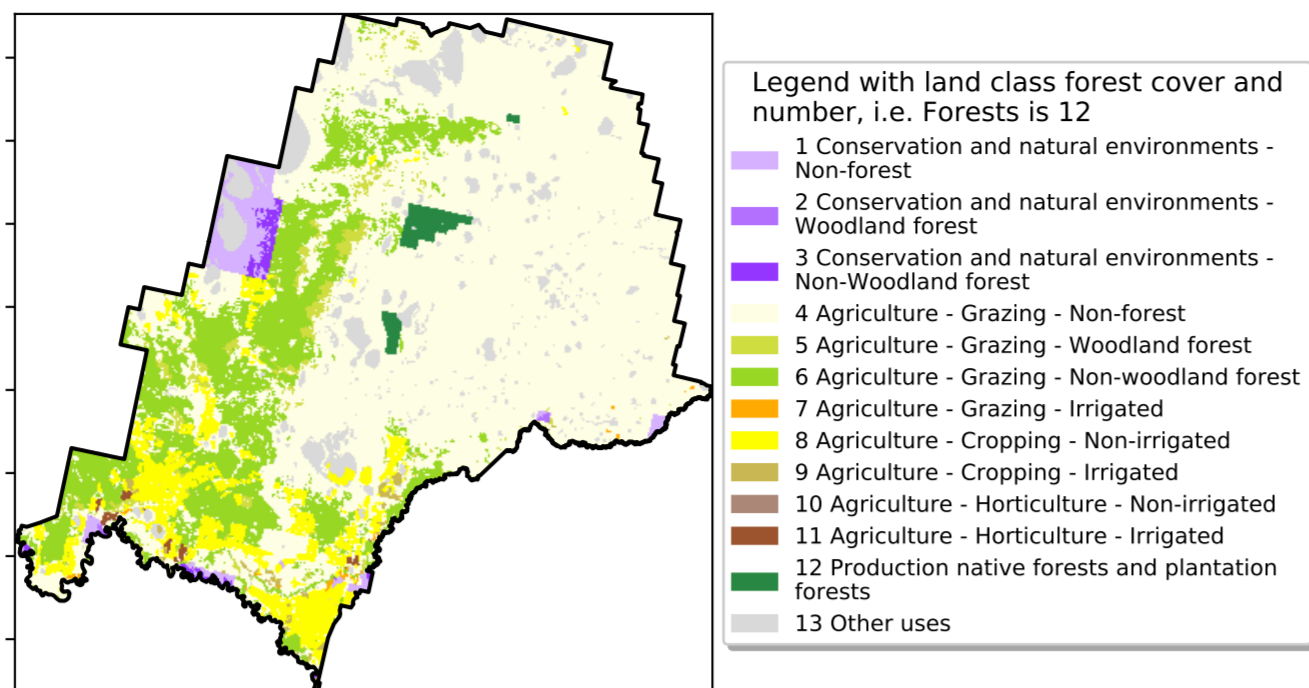 Legend with land class forest cover and
number, i.e. Forests is 12
1 Conservation and natural environments -
Non-forest
2 Conservation and natural environments -
Woodland forest
3 Conservation and natural environments -
Non-Woodland forest
4 Agriculture - Grazing - Non-forest
5 Agriculture - Grazing - Woodland forest
6 Agriculture - Grazing - Non-woodland forest
7 Agriculture - Grazing - Irrigated
8 Agriculture - Cropping - Non-irrigated
9 Agriculture - Cropping - Irrigated
10 Agriculture - Horticulture - Non-irrigated
11 Agriculture - Horticulture - Irrigated
12 Production native forests and plantation
forests
13 Other uses